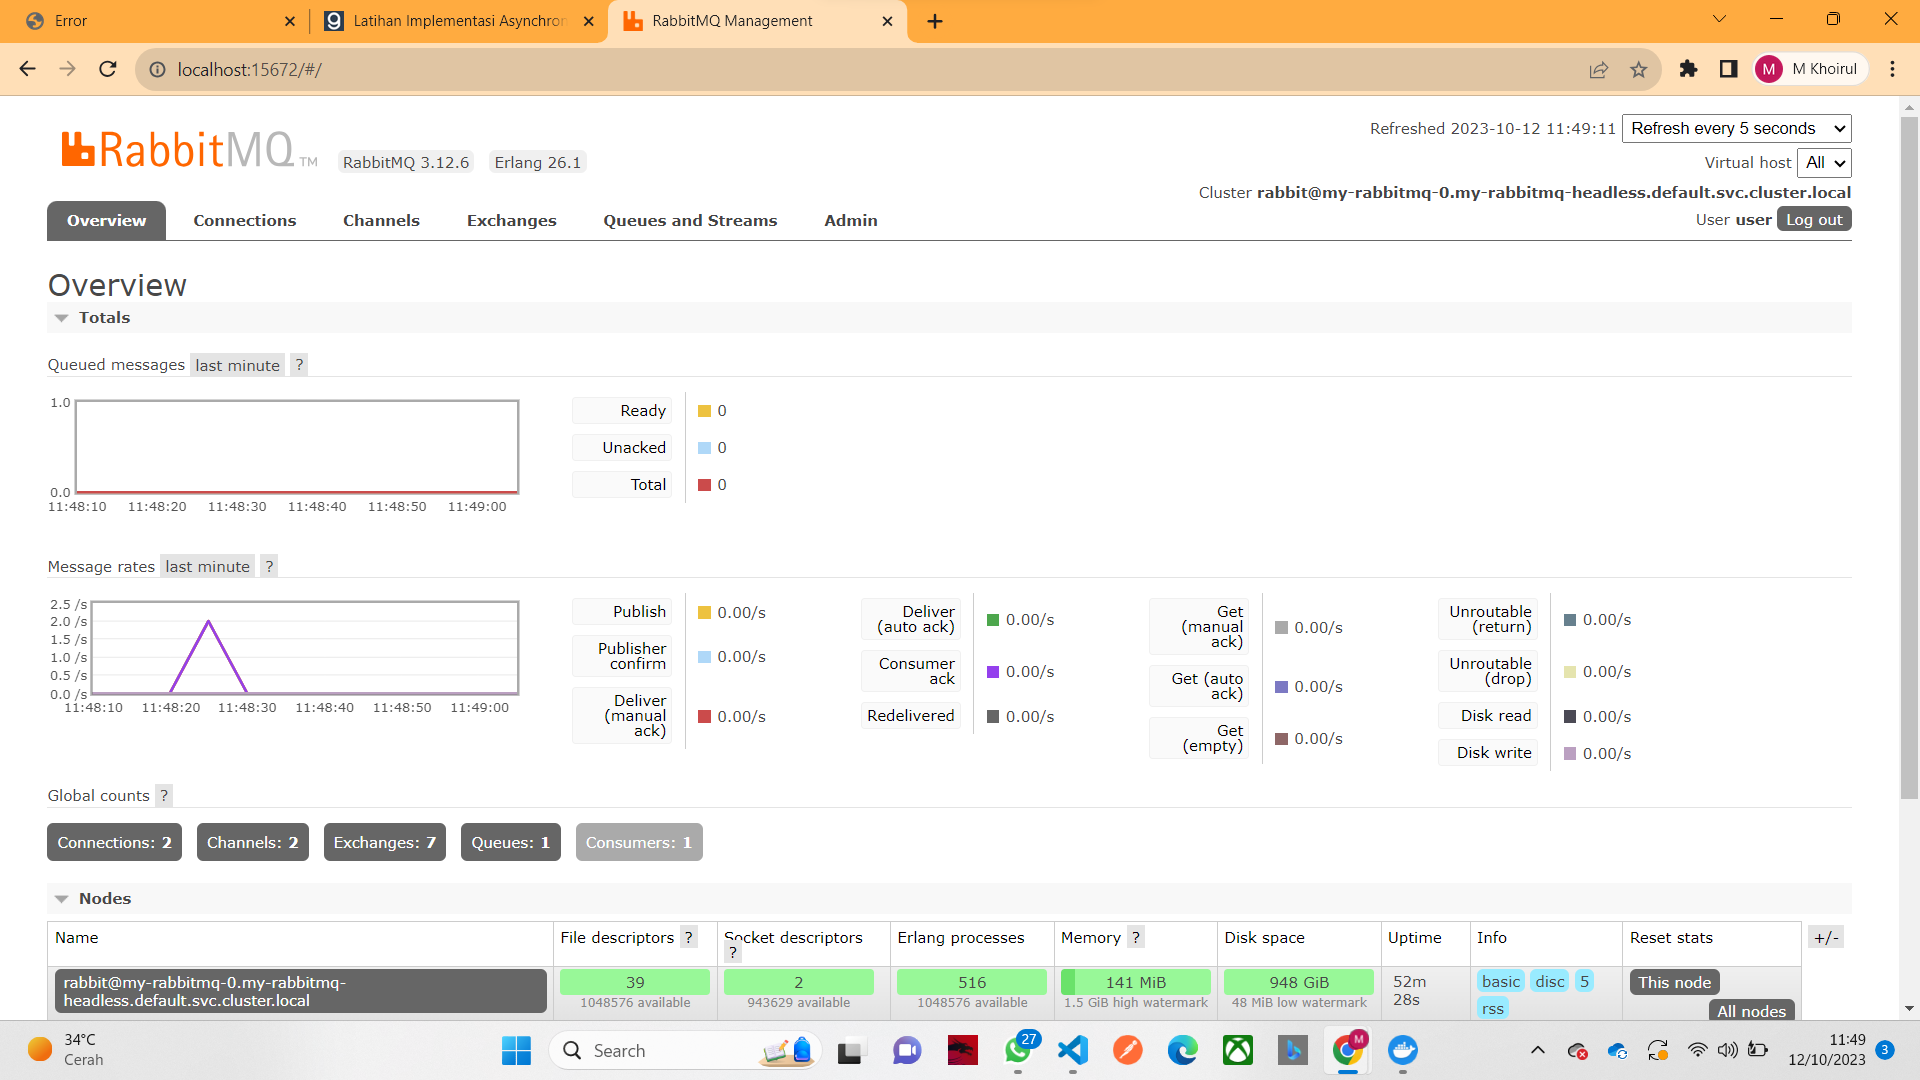 Error
Latihan Implementasi Asynchron
RabbitMQ Management
localhost:15672/#/
M
M Khoirul
RabbitMQ TM
RabbitMQ 3.12.6
Erlang 26.1
Refreshed 2023-10-12 11:49:11
Refresh every 5 seconds
Virtual host
All
Cluster rabbit@my-rabbitmq-0.my-rabbitmq-headless.default.svc.cluster.local
User user
Log out
Overview
Connections
Channels
Exchanges
Queues and Streams
Admin
Overview
Totals
Queued messages last minute ?
1.0
0.0
11:48:10 11:48:20 11:48:30 11:48:40 11:48:50 11:49:00
Ready 0
Unacked 0
Total 0
Message rates last minute ?
2.5 /s
2.0 /s
1.5 /s
1.0 /s
0.5 /s
0.0 /s
11:48:10 11:48:20 11:48:30 11:48:40 11:48:50 11:49:00
Publish 0.00/s
Publisher
confirm 0.00/s
Deliver
(manual
ack) 0.00/s
Deliver
(auto ack) 0.00/s
Consumer
ack 0.00/s
Redelivered 0.00/s
Get
(manual
ack) 0.00/s
Get (auto
ack) 0.00/s
Get
(empty) 0.00/s
Unroutable
(return) 0.00/s
Unroutable
(drop) 0.00/s
Disk read 0.00/s
Disk write 0.00/s
Global counts ?
Connections: 2
Channels: 2
Exchanges: 7
Queues: 1
Consumers: 1
Nodes
Name
File descriptors ?
Socket descriptors
?
Erlang processes
Memory ?
Disk space
Uptime
Info
Reset stats
+/-
rabbit@my-rabbitmq-0.my-rabbitmq-
headless.default.svc.cluster.local
39
1048576 available
2
943629 available
516
1048576 available
141 MiB
1.5 GiB high watermark
948 GiB
48 MiB low watermark
52m
28s
basic disc 5
rss
This node
All nodes
34°C
Cerah
Search
27
M
11:49
12/10/2023
3